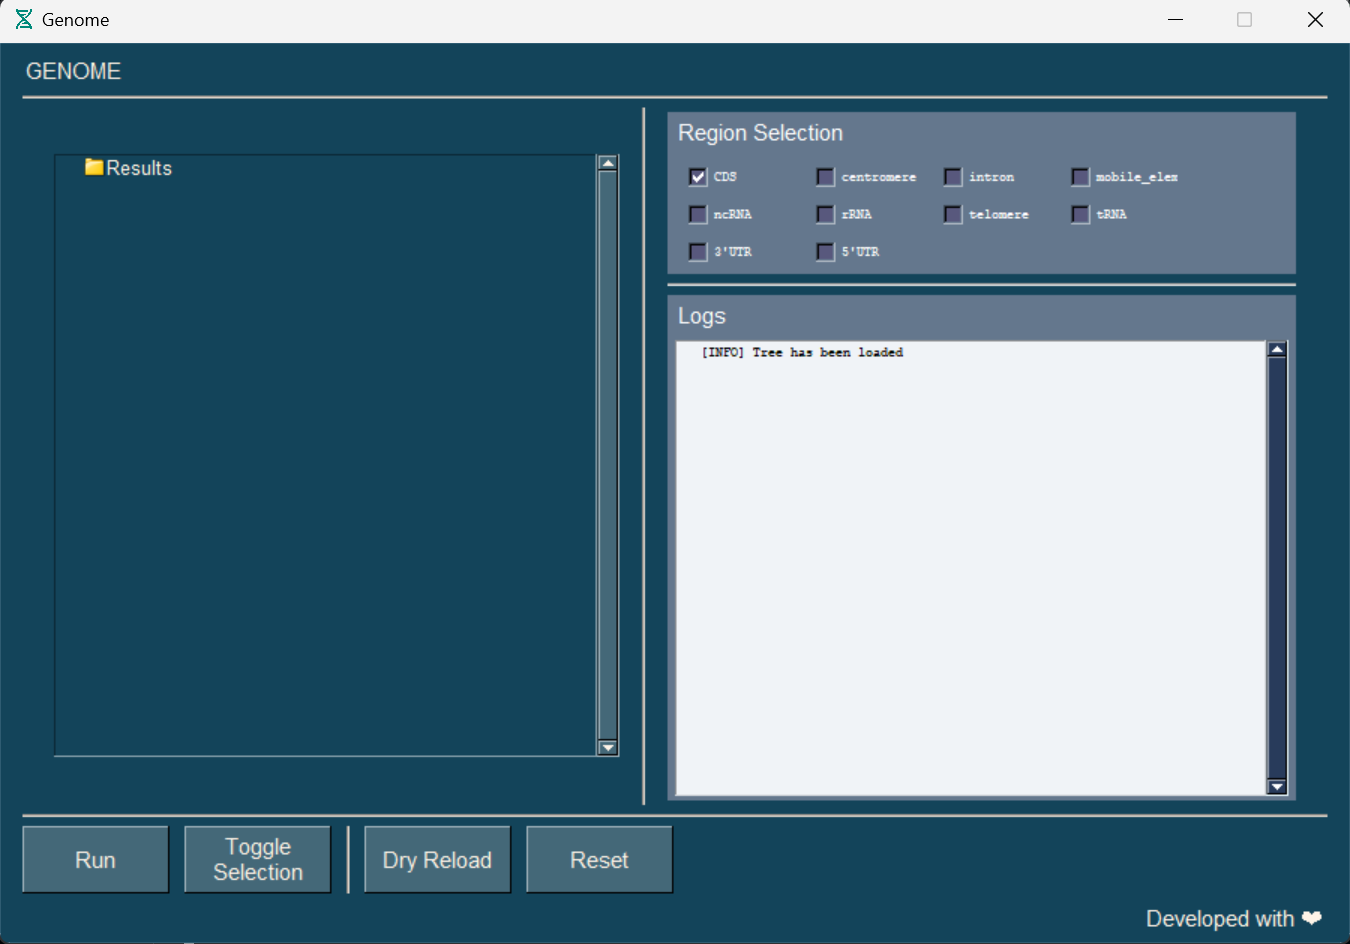 Genome
GENOME
Results
Region Selection
CDS centromere intron mobile_elem
ncRNA rRNA telomere tRNA
3'UTR 5'UTR
Logs
[INFO] Tree has been loaded
Run
Toggle
Selection
Dry Reload
Reset
Developed with ❤